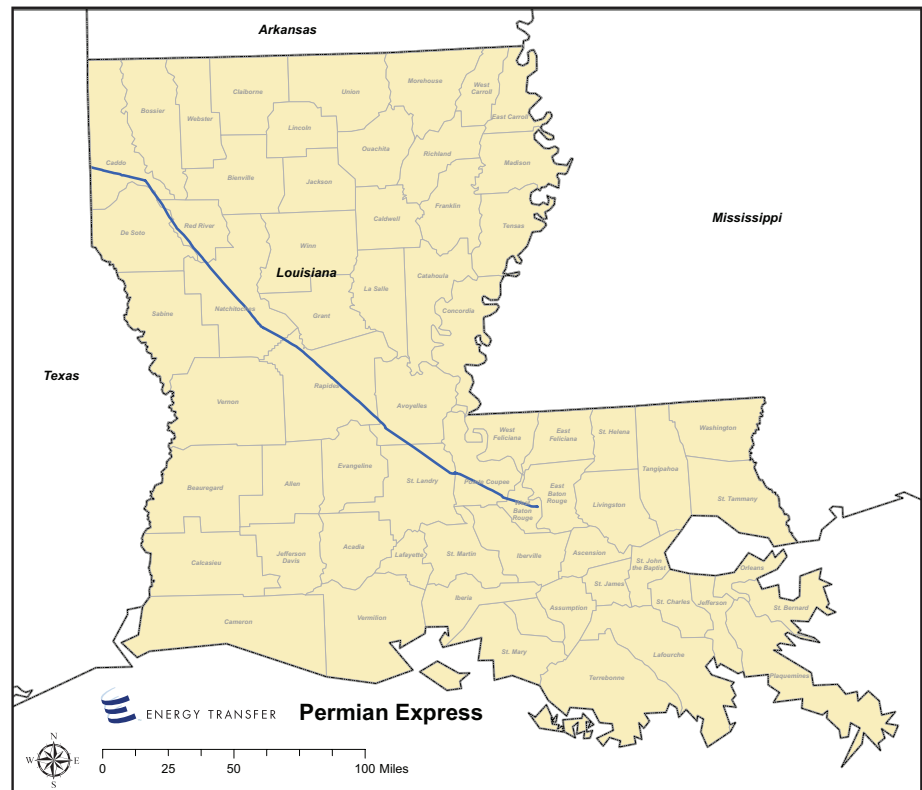 Arkansas
Claiborne
Union
Morehouse
West
Carroll
Bossier
Webster
Lincoln
East Carroll
Ouachita
Richland
Madison
Caddo
Bienville
Jackson
Franklin
Caldwell
Mississippi
De Soto
Red River
Tensas
Winn
Louisiana
Catahoula
La Salle
Sabine
Natchitoches
Grant
Concordia
Texas
Rapides
Vernon
Avoyelles
West
Feliciana
East
Feliciana
St. Helena
Washington
Evangeline
Tangipahoa
Beauregard
Allen
St. Landry
Pointe Coupee
East
Baton
Rouge
Livingston
St. Tammany
West
Baton
Rouge
Calcasieu
Jefferson
Davis
Acadia
Lafayette
St. Martin
Iberville
Ascension
St. John
the Baptist
Orleans
St. James
Iberia
Assumption
St. Charles
Jefferson
St. Bernard
Cameron
Vermilion
St. Mary
Lafourche
Terrebonne
Plaquemines
ENERGY TRANSFER
Permian Express
N
W
E
S
0 25 50 100 Miles